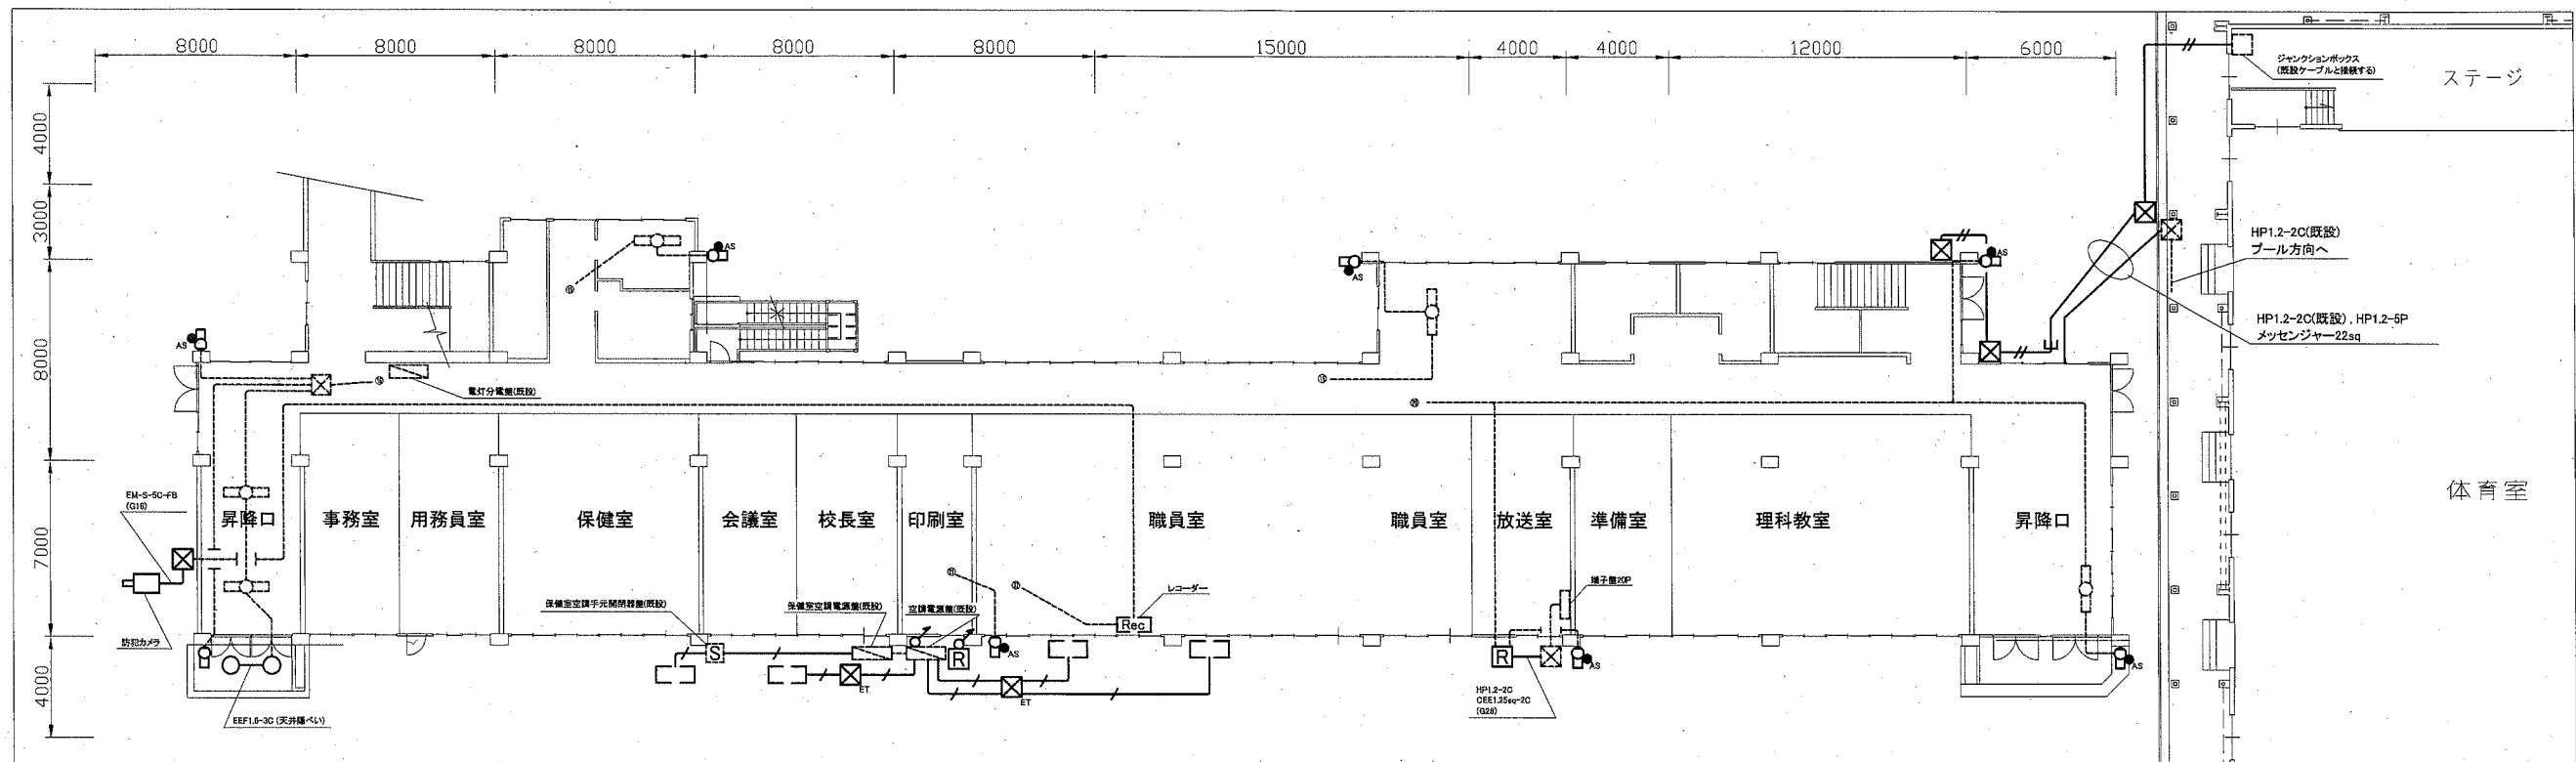 8000
8000
8000
8000
8000
15000
4000
4000
12000
6000
4000
3000
8000
7000
4000
ジャンクションボックス
(既設ケーブルと接続する)
ステージ
HP1.2-2C(既設)
プール方向へ
HP1.2-2C(既設),HP1.2-5P
メッセンジャー22sq
体育室
AS
AS
AS
AS
電灯分電盤(既設)
EM-S-5C-FB
(G16)
昇降口
事務室
用務員室
保健室
会議室
校長室
印刷室
職員室
職員室
放送室
準備室
理科教室
昇降口
防犯カメラ
保健室空調手元開閉器盤(既設)
保健室空調電源盤(既設)
空調電源盤(既設)
レコーダー
端子盤20P
Rec
S
R
R
AS
AS
AS
ET
ET
EEF1.6-3C (天井隠ぺい)
HP1.2-2C
CEE1.25sq-2C
(G28)